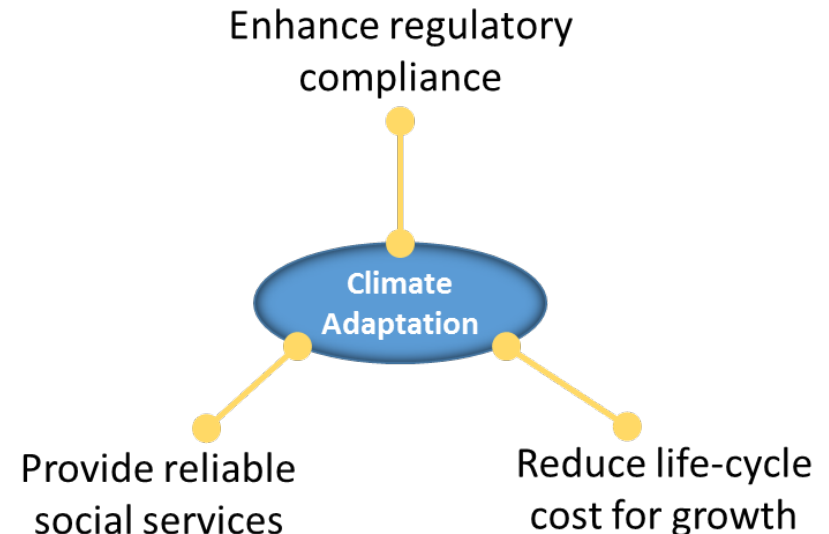 Enhance regulatory
compliance
Climate
Adaptation
Provide reliable
social services
Reduce life-cycle
cost for growth